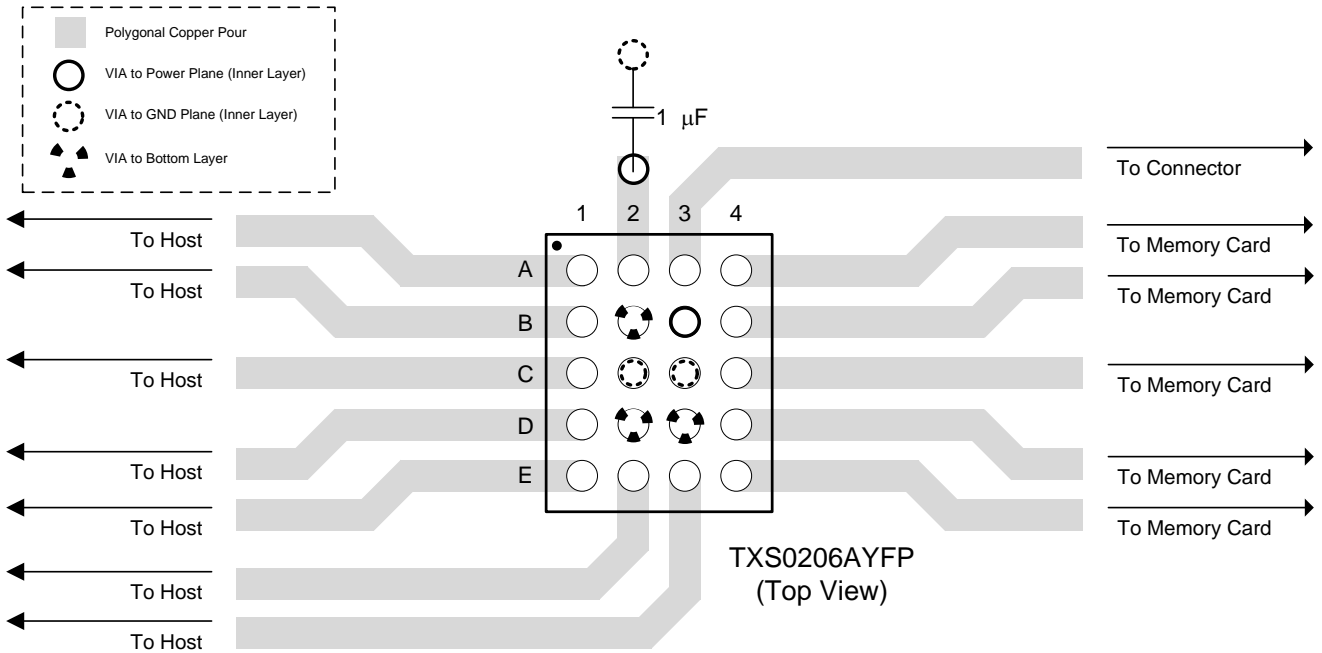 Polygonal Copper Pour
VIA to Power Plane (Inner Layer)
VIA to GND Plane (Inner Layer)
VIA to Bottom Layer
1 μF
To Connector
1 2 3 4
To Host
To Memory Card
A
To Host
To Memory Card
B
To Host
C
To Memory Card
D
To Host
E
To Memory Card
To Host
To Memory Card
TXS0206AYFP
(Top View)
To Host
To Host